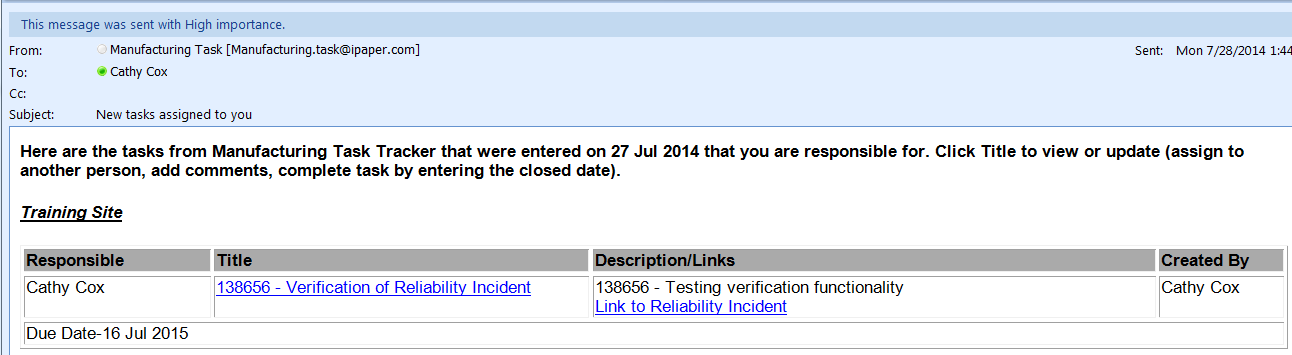 This message was sent with High importance.
From: Manufacturing Task [Manufacturing.task@ipaper.com] Sent: Mon 7/28/2014 1:44
To: Cathy Cox
Cc:
Subject: New tasks assigned to you
Here are the tasks from Manufacturing Task Tracker that were entered on 27 Jul 2014 that you are responsible for. Click Title to view or update (assign to
another person, add comments, complete task by entering the closed date).
Training Site
Responsible Title Description/Links Created By
Cathy Cox 138656 - Verification of Reliability Incident 138656 - Testing verification functionality Cathy Cox
Link to Reliability Incident
Due Date-16 Jul 2015